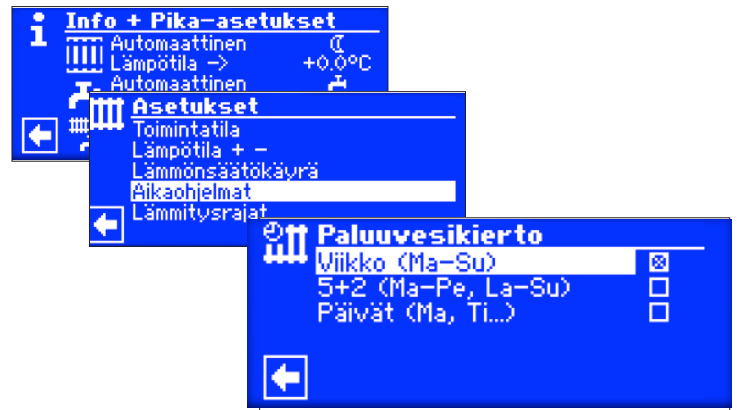 Info + Pika-asetukset
Automaattinen
Lämpötila -> +0.0°C
Automaattinen
Asetukset
Toimintatila
Lämpötila + -
Lämmönsäätökäyrä
Aikaohjelmat
Lämmitysrajat
Paluuvesikierto
Viikko (Ma-Su)
5+2 (Ma-Pe, La-Su)
Päivät (Ma, Ti...)